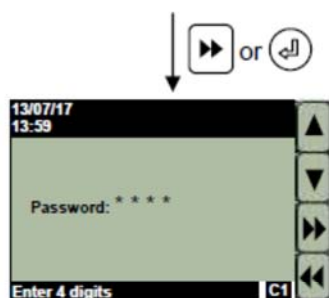 or
13/07/17
13:59
Password: * * * *
Enter 4 digits C1